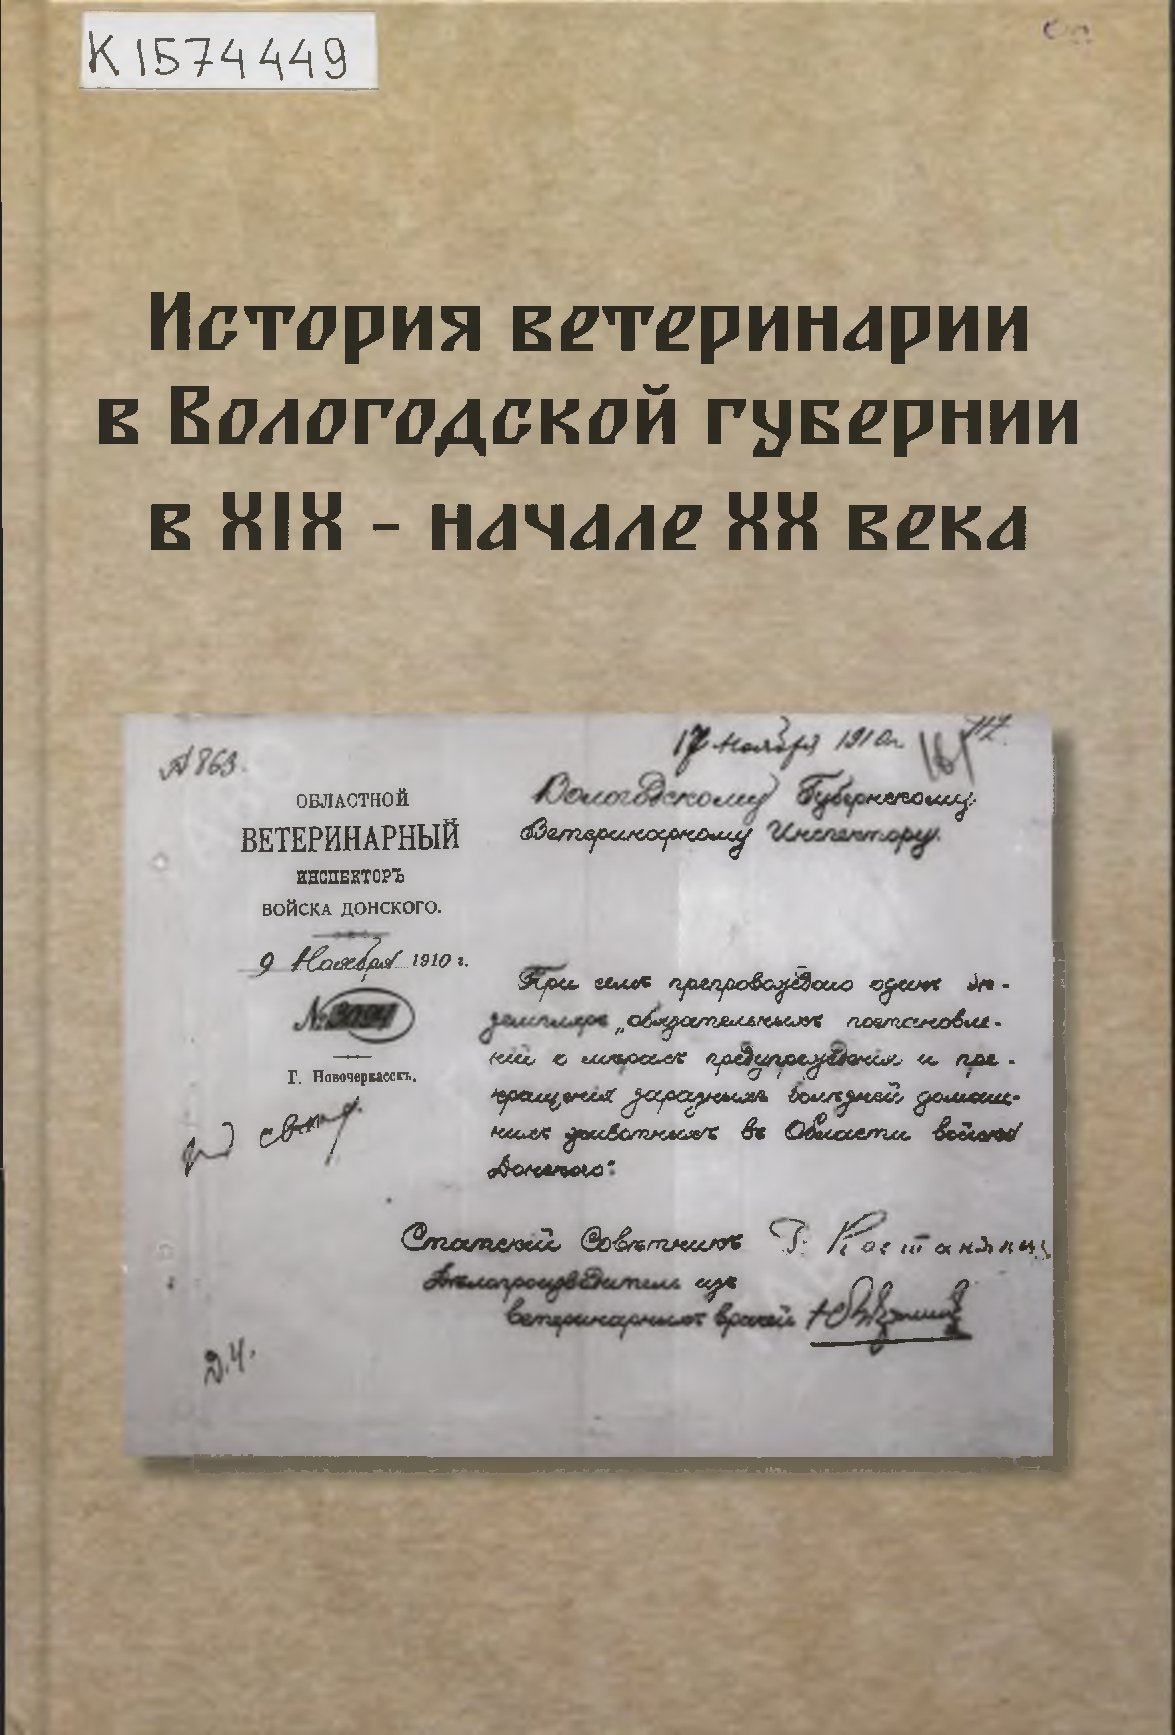 К 1574449
История ветеринарии
в Вологодской губернии
в XIX - начале XX века
17 ноября 1910 г.
161
№ 863.
ОБЛАСТНОЙ
ВЕТЕРИНАРНЫЙ
ИНСПЕКТОРЪ
ВОЙСКА ДОНСКОГО.
9 Ноября 1910 г.
№
Г. Новочеркасскъ.
Вологодскому Губернскому
Ветеринарному Инспектору.
При семъ препровождаю одинъ эк-
земпляръ „обязательныхъ постановле-
ній о мѣрахъ предупрежденія и пре-
кращенія заразныхъ болѣзней домаш-
нихъ животныхъ въ Области войска
Донского".
Статскій Совѣтникъ
Дѣлопроизводитель изъ
ветеринарныхъ врачей